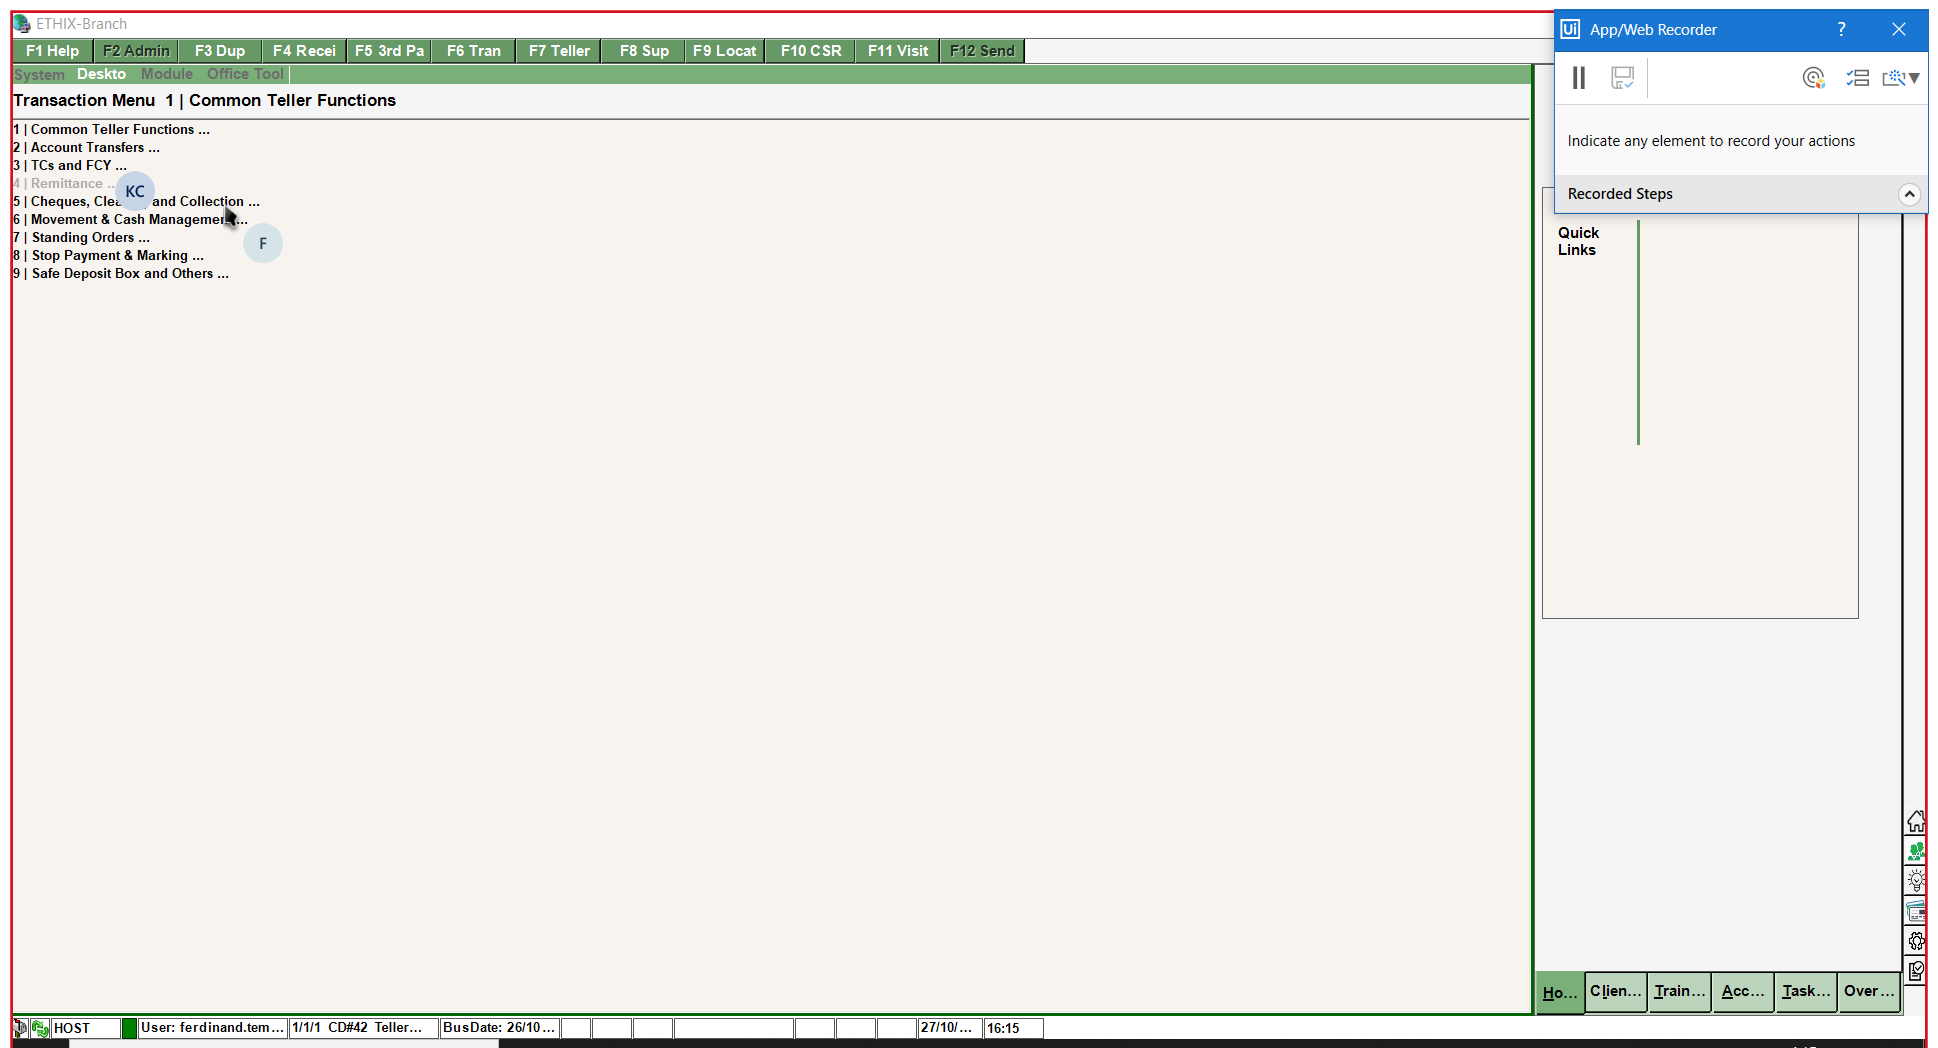 ETHIX-Branch
F1 Help F2 Admin F3 Dup F4 Recei F5 3rd Pa F6 Tran F7 Teller F8 Sup F9 Locat F10 CSR F11 Visit F12 Send
System Deskto Module Office Tool
Transaction Menu 1 | Common Teller Functions
1 | Common Teller Functions ...
2 | Account Transfers ...
3 | TCs and FCY ...
4 | Remittance ..
KC
5 | Cheques, Cle and Collection ...
6 | Movement & Cash Managemen ...
7 | Standing Orders ...
F
8 | Stop Payment & Marking ...
9 | Safe Deposit Box and Others ...
Ui App/Web Recorder ?
Indicate any element to record your actions
Recorded Steps
Quick
Links
Ho... Clien... Train... Acc... Task... Over ...
HOST User: ferdinand.tem... 1/1/1 CD#42 Teller... BusDate: 26/10... 27/10/... 16:15